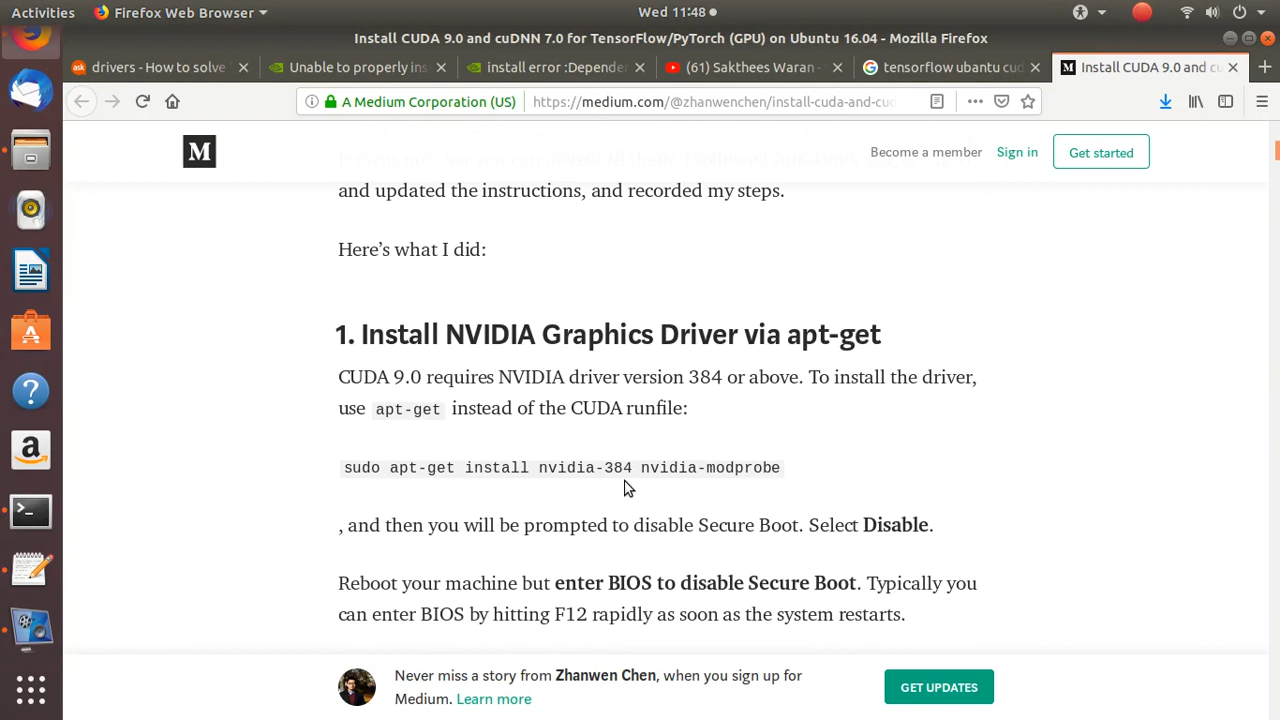 Activities Firefox Web Browser Wed 11:48
Install CUDA 9.0 and cuDNN 7.0 for TensorFlow/PyTorch (GPU) on Ubuntu 16.04 - Mozilla Firefox
ask drivers - How to solve Unable to properly ins install error :Depende (61) Sakthees Waran - tensorflow ubantu cu Install CUDA 9.0 and cu
A Medium Corporation (US) https://medium.com/@zhanwenchen/install-cuda-and-cud
M Become a member Sign in Get started
and updated the instructions, and recorded my steps.
Here’s what I did:
1. Install NVIDIA Graphics Driver via apt-get
CUDA 9.0 requires NVIDIA driver version 384 or above. To install the driver,
use apt-get instead of the CUDA runfile:
sudo apt-get install nvidia-384 nvidia-modprobe
, and then you will be prompted to disable Secure Boot. Select Disable.
Reboot your machine but enter BIOS to disable Secure Boot. Typically you
can enter BIOS by hitting F12 rapidly as soon as the system restarts.
Never miss a story from Zhanwen Chen, when you sign up for
Medium. Learn more
GET UPDATES